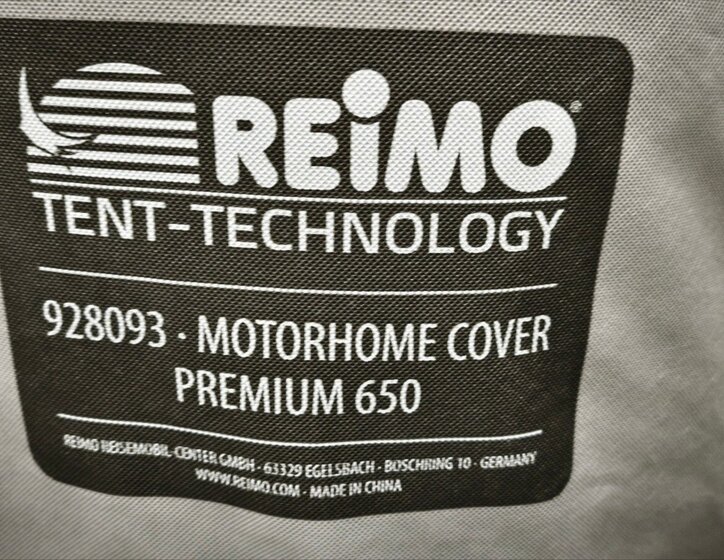 REiMO®
TENT-TECHNOLOGY
928093 · MOTORHOME COVER
PREMIUM 650
REIMO REISEMOBIL-CENTER GMBH · 63329 EGELSBACH · BOSCHRING 10 · GERMANY
WWW.REIMO.COM · MADE IN CHINA